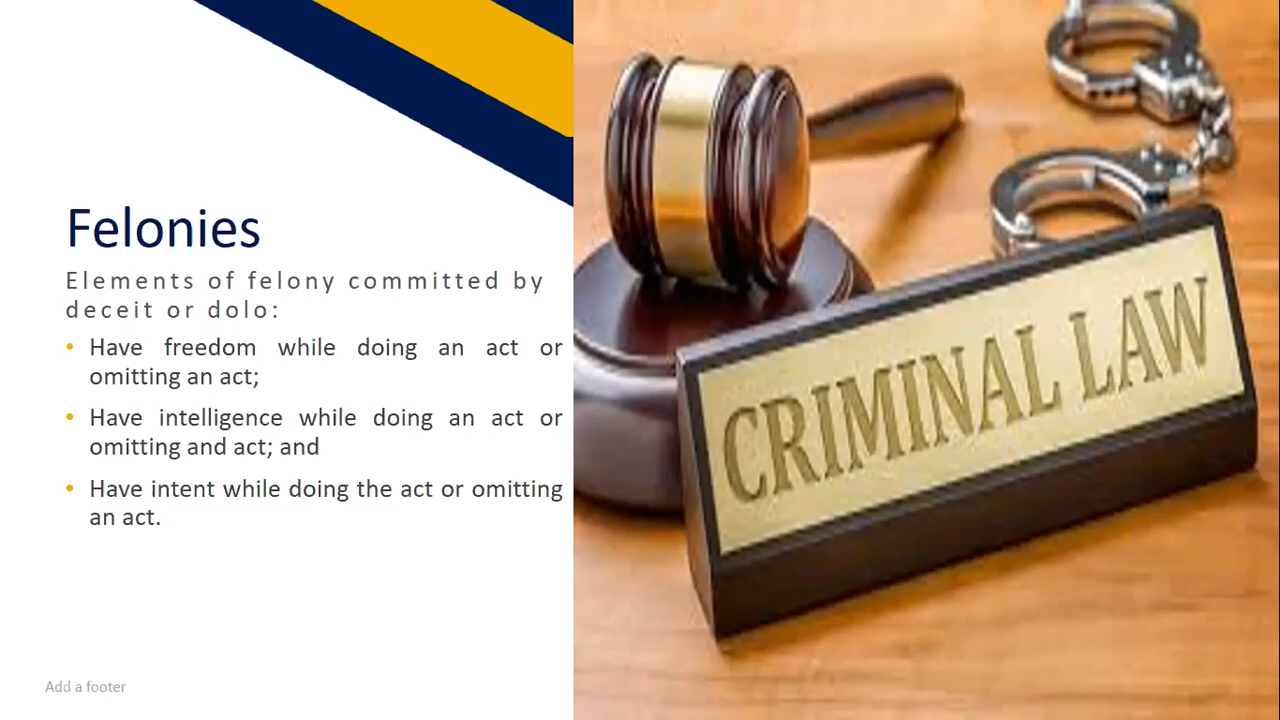 Felonies
Elements of felony committed by
deceit or dolo:
• Have freedom while doing an act or
omitting an act;
• Have intelligence while doing an act or
omitting and act; and
• Have intent while doing the act or omitting
an act.
Add a footer
CRIMINAL LAW